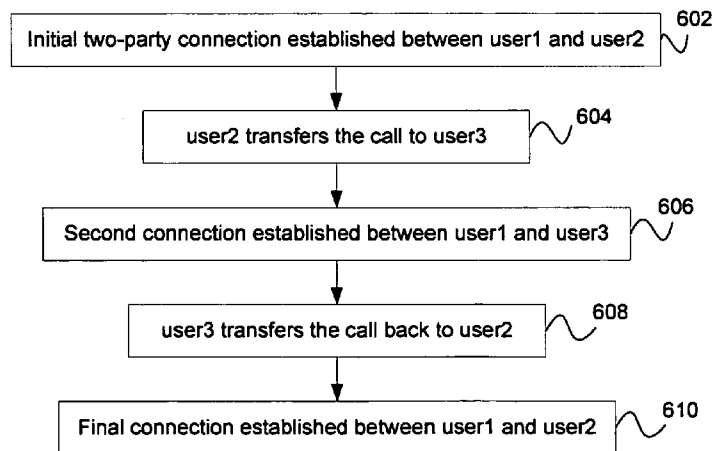 602
Initial two-party connection established between user1 and user2
604
user2 transfers the call to user3
606
Second connection established between user1 and user3
608
user3 transfers the call back to user2
610
Final connection established between user1 and user2